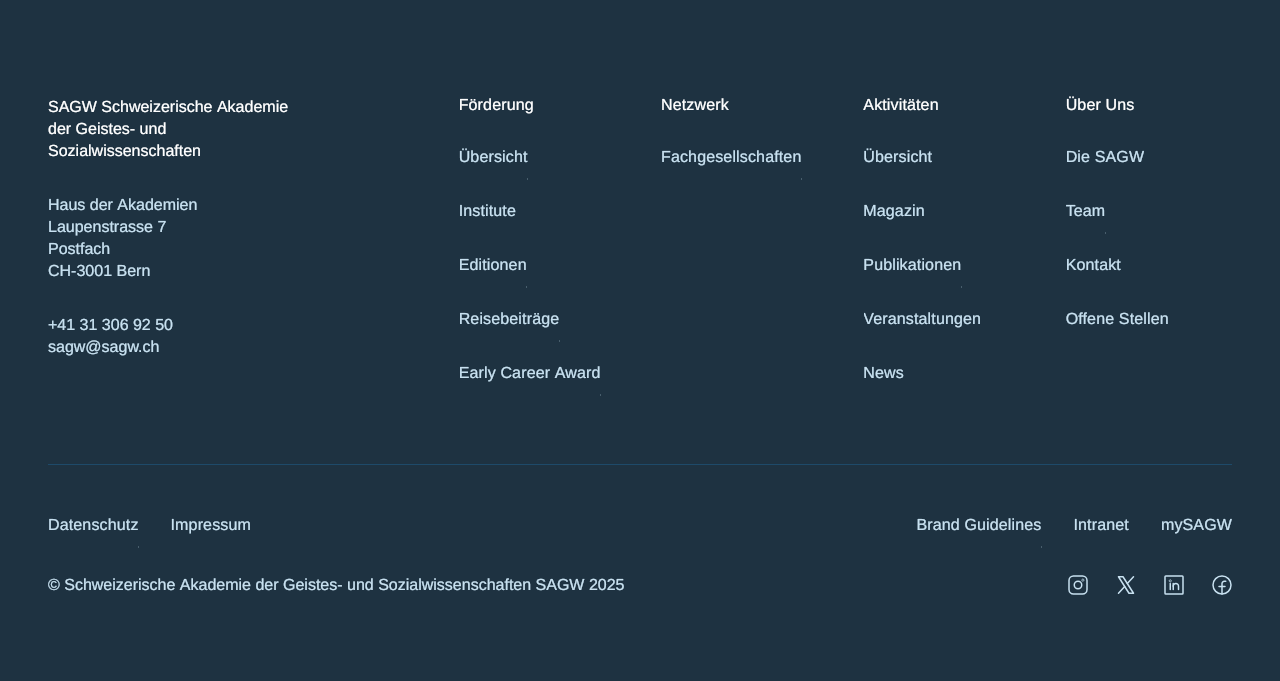 SAGW Schweizerische Akademie
der Geistes- und
Sozialwissenschaften
Haus der Akademien
Laupenstrasse 7
Postfach
CH-3001 Bern
+41 31 306 92 50
sagw@sagw.ch
Förderung
Übersicht
Institute
Editionen
Reisebeiträge
Early Career Award
Netzwerk
Fachgesellschaften
Aktivitäten
Übersicht
Magazin
Publikationen
Veranstaltungen
News
Über Uns
Die SAGW
Team
Kontakt
Offene Stellen
Datenschutz
Impressum
Brand Guidelines
Intranet
mySAGW
© Schweizerische Akademie der Geistes- und Sozialwissenschaften SAGW 2025